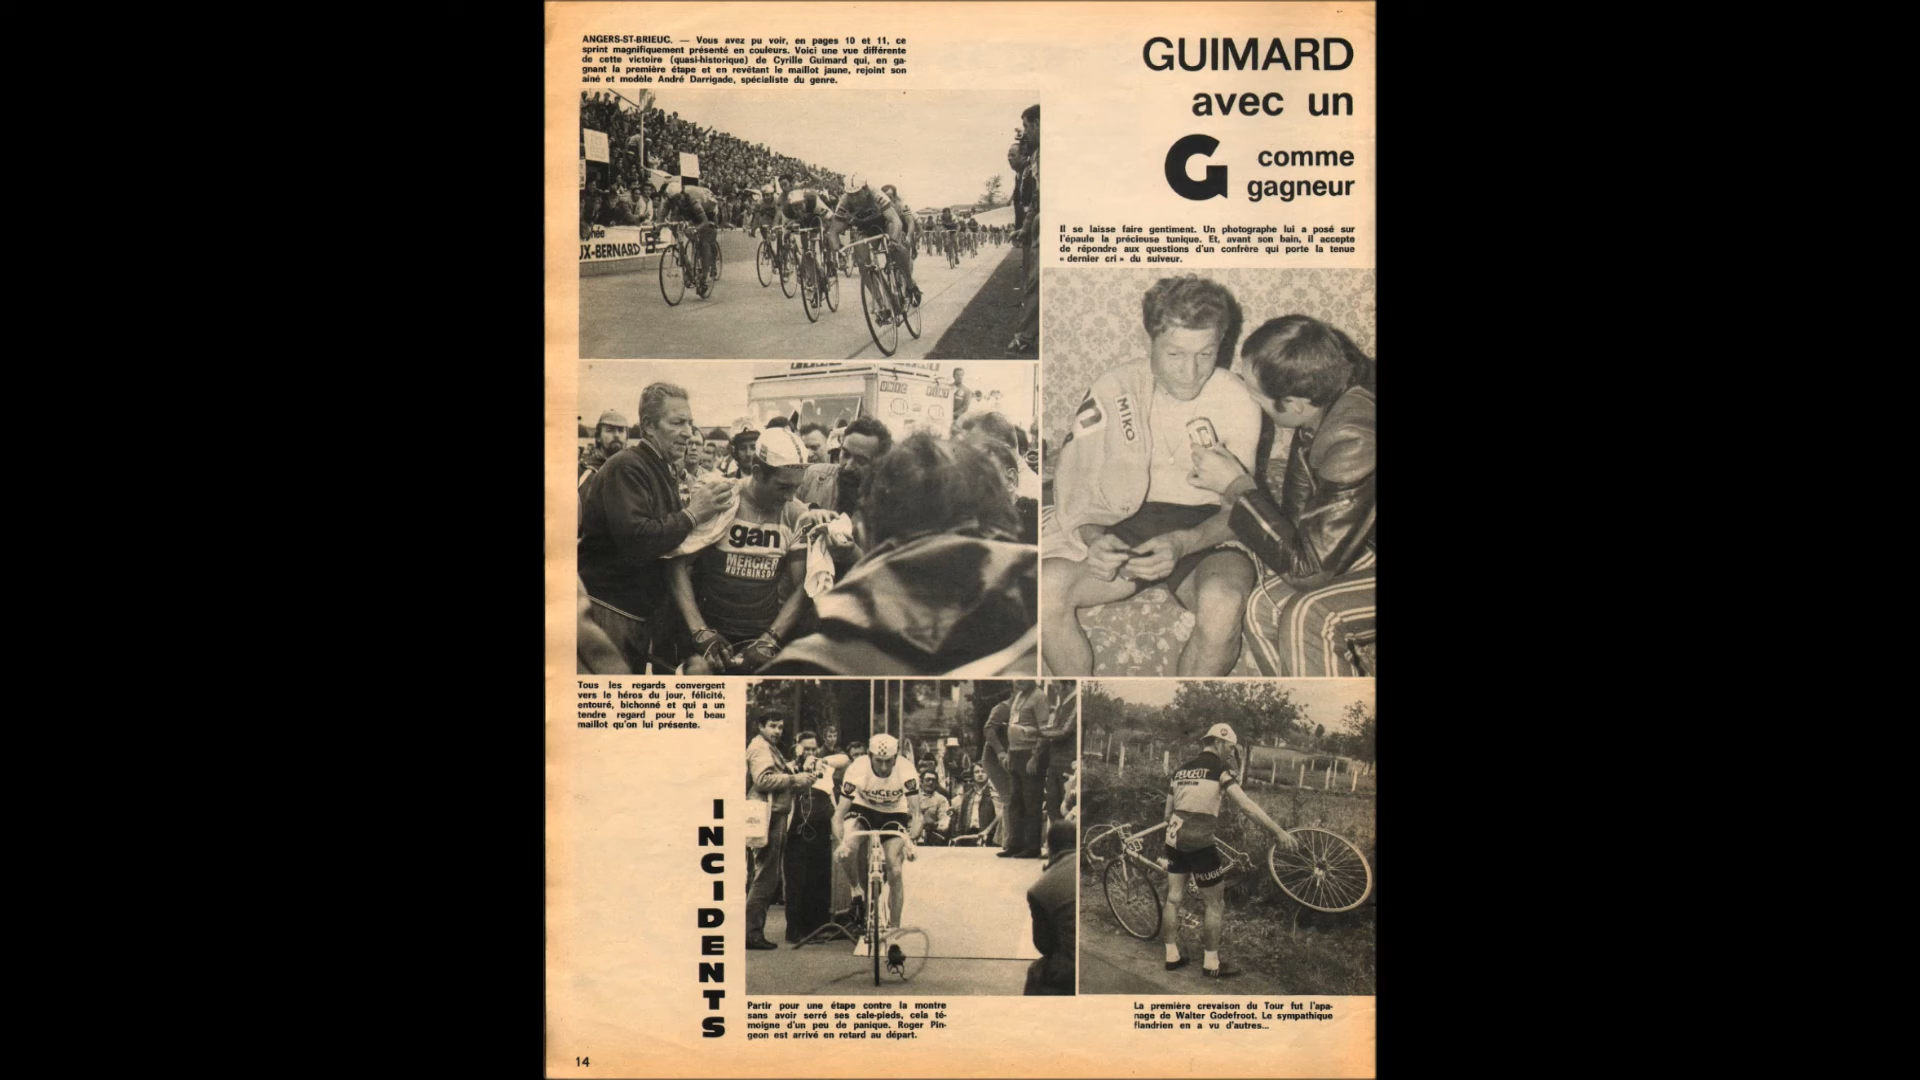 ANGERS-ST-BRIEUC. — Vous avez pu voir, en pages 10 et 11, ce
sprint magnifiquement présenté en couleurs. Voici une vue différente
de cette victoire (quasi-historique) de Cyrille Guimard qui, en ga-
gnant la première étape et en revêtant le maillot jaune, rejoint son
aîné et modèle André Darrigade, spécialiste du genre.
GUIMARD
avec un
G comme
gagneur
Il se laisse faire gentiment. Un photographe lui a posé sur
l'épaule la précieuse tunique. Et, avant son bain, il accepte
de répondre aux questions d'un confrère qui porte la tenue
« dernier cri » du suiveur.
UX-BERNARD
MIKO
UNIC FIAT
gan
MERCIER
HUTCHINSON
Tous les regards convergent
vers le héros du jour, félicité,
entouré, bichonné et qui a un
tendre regard pour le beau
maillot qu'on lui présente.
INCIDENTS
PEUGEOT
PEUGEOT
PEUGEOT
Partir pour une étape contre la montre
sans avoir serré ses cale-pieds, cela té-
moigne d'un peu de panique. Roger Pin-
geon est arrivé en retard au départ.
La première crevaison du Tour fut l'apa-
nage de Walter Godefroot. Le sympathique
flandrien en a vu d'autres...
14